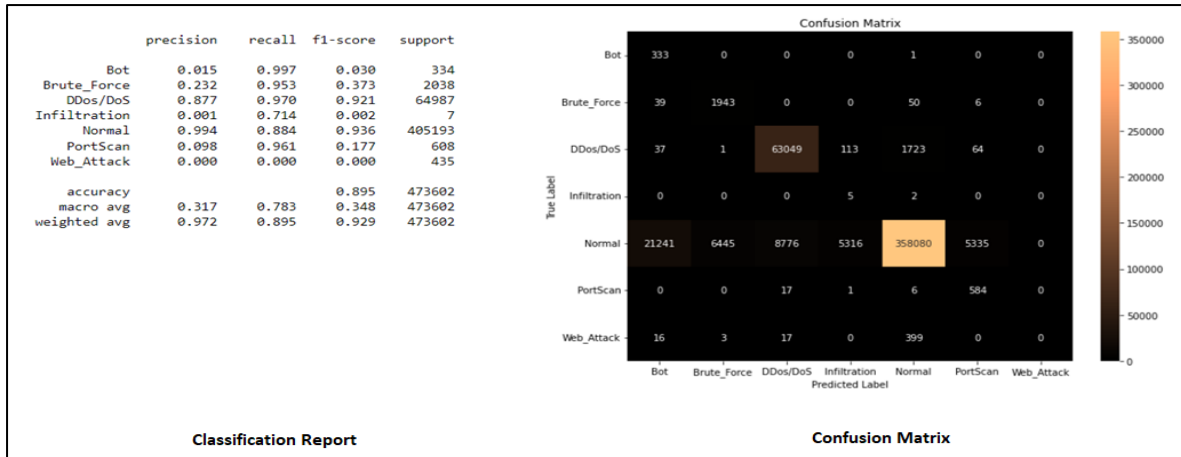 precision recall f1-score support
Bot 0.015 0.997 0.030 334
Brute_Force 0.232 0.953 0.373 2038
DDos/DoS 0.877 0.970 0.921 64987
Infiltration 0.001 0.714 0.002 7
Normal 0.994 0.884 0.936 405193
PortScan 0.098 0.961 0.177 608
Web_Attack 0.000 0.000 0.000 435
accuracy 0.895 473602
macro avg 0.317 0.783 0.348 473602
weighted avg 0.972 0.895 0.929 473602
Classification Report
Confusion Matrix
True Label
Bot 333 0 0 0 1 0 0
Brute_Force 39 1943 0 0 50 6 0
DDos/DoS 37 1 63049 113 1723 64 0
Infiltration 0 0 0 5 2 0 0
Normal 21241 6445 8776 5316 358080 5335 0
PortScan 0 0 17 1 6 584 0
Web_Attack 16 3 17 0 399 0 0
Bot Brute_Force DDos/DoS Infiltration Normal PortScan Web_Attack
Predicted Label
350000
300000
250000
200000
150000
100000
50000
0
Confusion Matrix